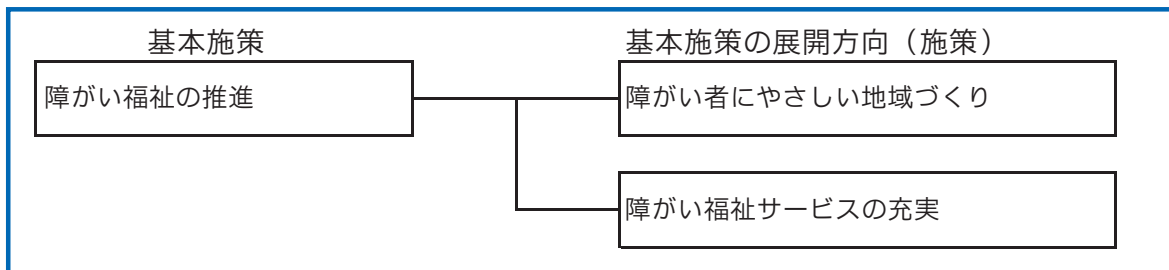 基本施策
基本施策の展開方向（施策）
障がい福祉の推進
障がい者にやさしい地域づくり
障がい福祉サービスの充実